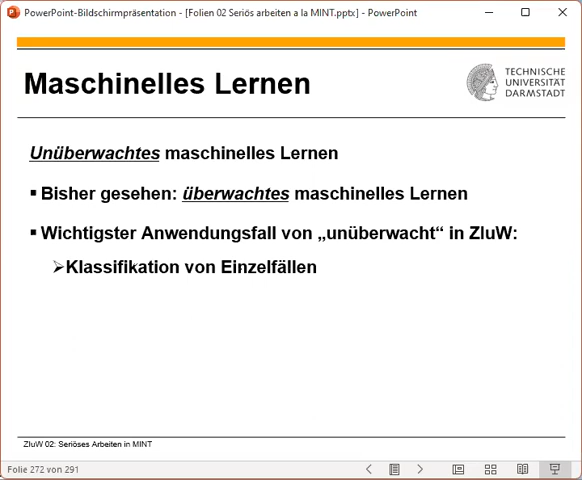 PowerPoint-Bildschirmpräsentation - [Folien 02 Seriös arbeiten a la MINT.pptx] - PowerPoint
Maschinelles Lernen
TECHNISCHE
UNIVERSITÄT
DARMSTADT
Unüberwachtes maschinelles Lernen
▪ Bisher gesehen: überwachtes maschinelles Lernen
▪ Wichtigster Anwendungsfall von „unüberwacht“ in ZluW:
➢Klassifikation von Einzelfällen
ZluW 02: Seriöses Arbeiten in MINT
Folie 272 von 291